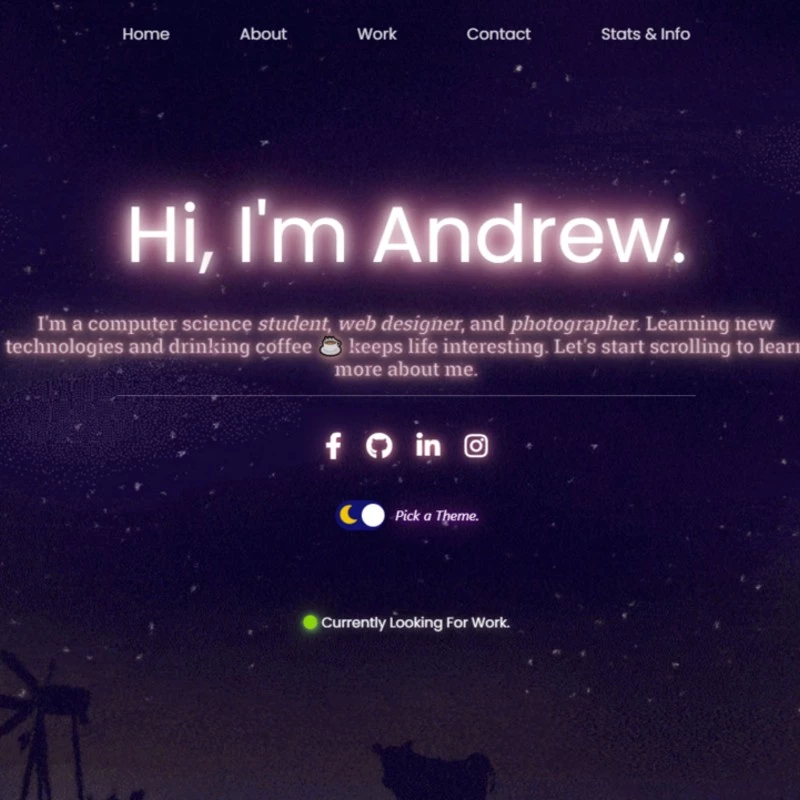 Home About Work Contact Stats & Info
Hi, I'm Andrew.
I'm a computer science student, web designer, and photographer. Learning new
technologies and drinking coffee ☕ keeps life interesting. Let's start scrolling to learn
more about me.
Pick a Theme.
Currently Looking For Work.